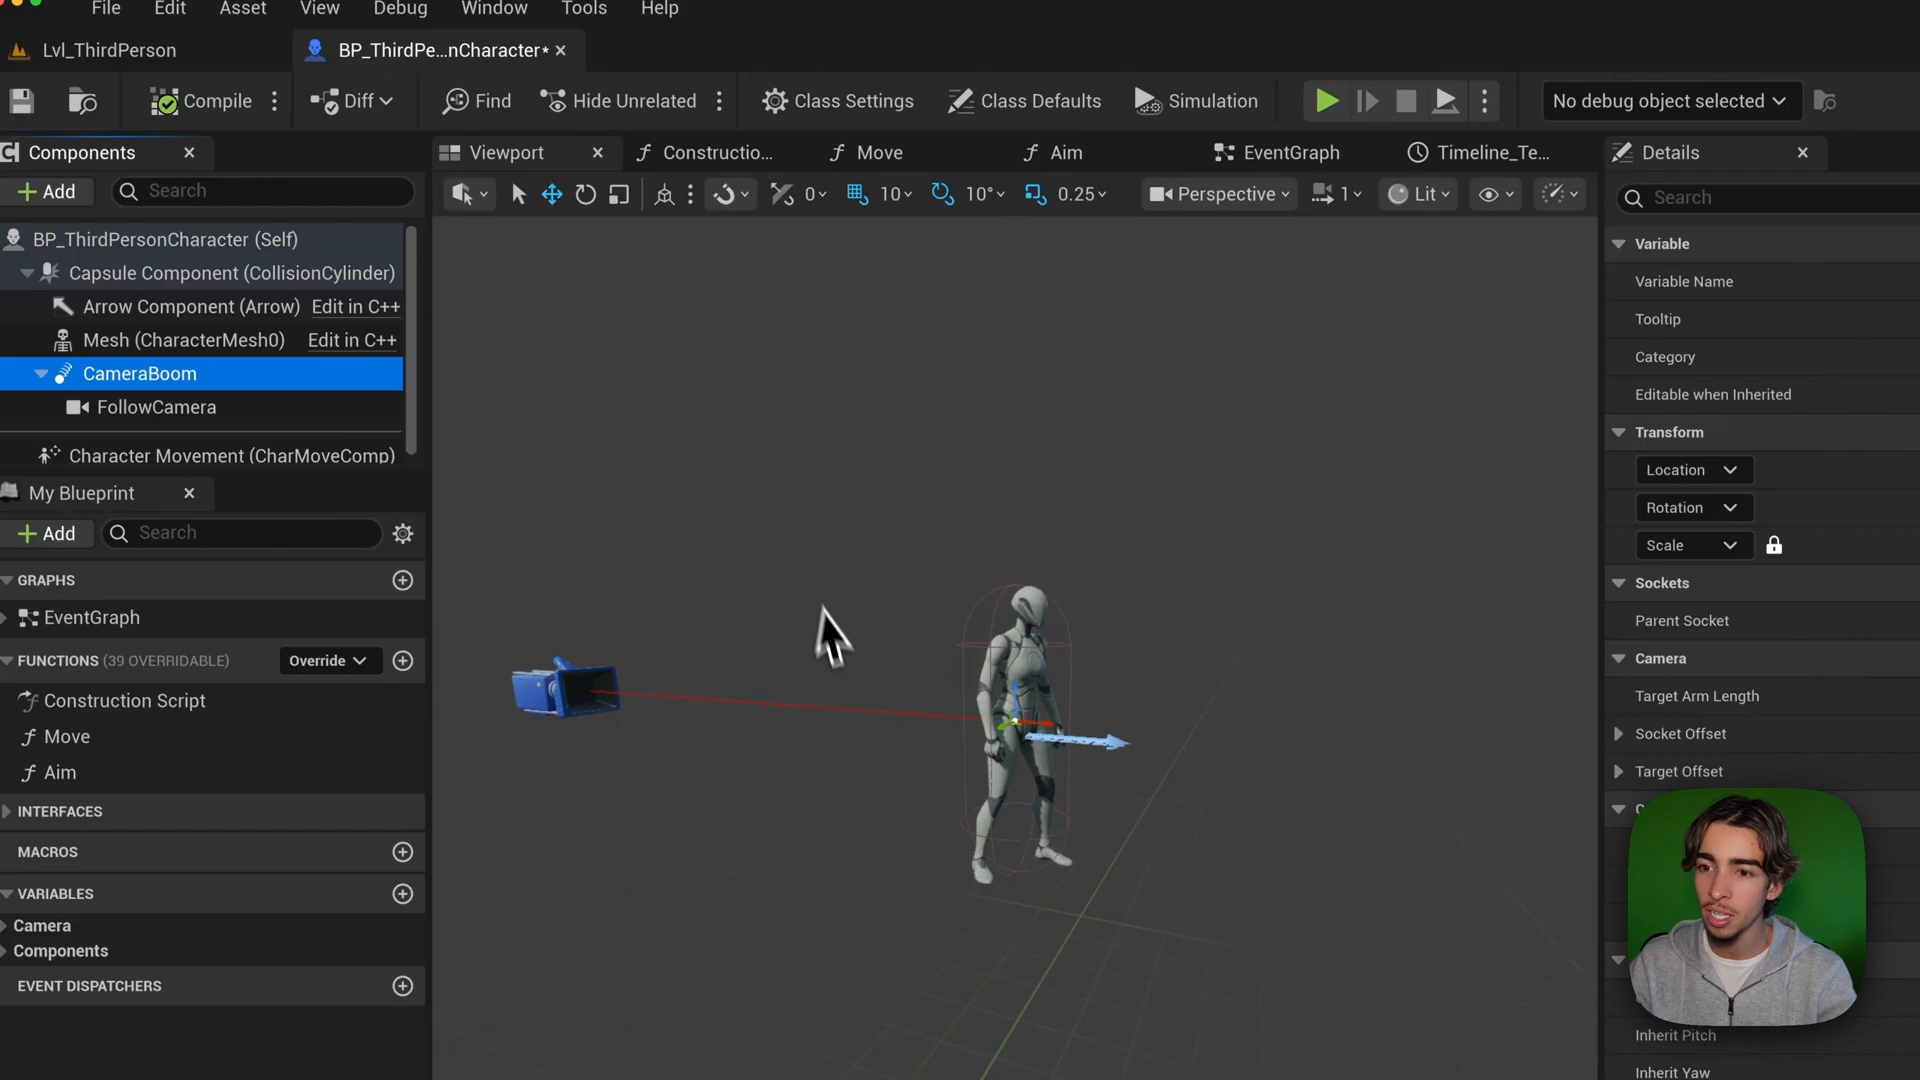 File Edit Asset View Debug Window Tools Help
Lvl_ThirdPerson BP_ThirdPe...nCharacter*
Compile Diff Find Hide Unrelated Class Settings Class Defaults Simulation No debug object selected
Components Viewport Constructio... Move Aim EventGraph Timeline_Te... Details
Add Search 0 10 10° 0.25 Perspective 1 Lit Search
BP_ThirdPersonCharacter (Self)
Capsule Component (CollisionCylinder)
Arrow Component (Arrow) Edit in C++
Mesh (CharacterMesh0) Edit in C++
CameraBoom
FollowCamera
Character Movement (CharMoveComp)
My Blueprint
Add Search
GRAPHS
EventGraph
FUNCTIONS (39 OVERRIDABLE) Override
Construction Script
Move
Aim
INTERFACES
MACROS
VARIABLES
Camera
Components
EVENT DISPATCHERS
Variable
Variable Name
Tooltip
Category
Editable when Inherited
Transform
Location
Rotation
Scale
Sockets
Parent Socket
Camera
Target Arm Length
Socket Offset
Target Offset
Inherit Pitch
Inherit Yaw